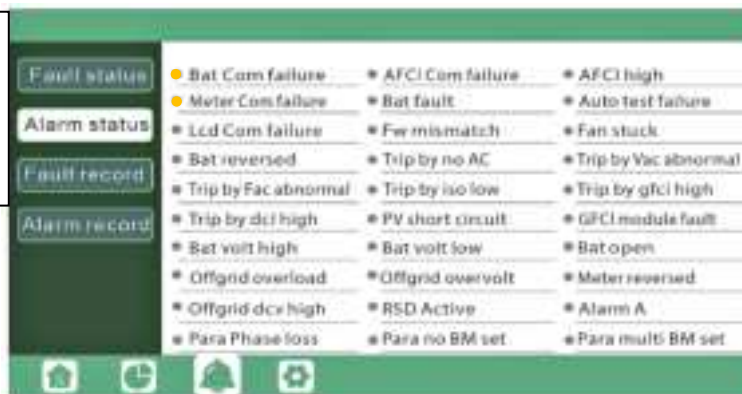 Fault status
Alarm status
Fault record
Alarm record
Bat Com failure
AFCI Com failure
AFCI high
Meter Com failure
Bat fault
Auto test failure
Lcd Com failure
Fw mismatch
Fan stuck
Bat reversed
Trip by no AC
Trip by Vac abnormal
Trip by Fac abnormal
Trip by iso low
Trip by gfci high
Trip by dci high
PV short circuit
GFCI module fault
Bat volt high
Bat volt low
Bat open
Offgrid overload
Offgrid overvolt
Meter reversed
Offgrid dcv high
RSD Active
Alarm A
Para Phase loss
Para no BM set
Para multi BM set